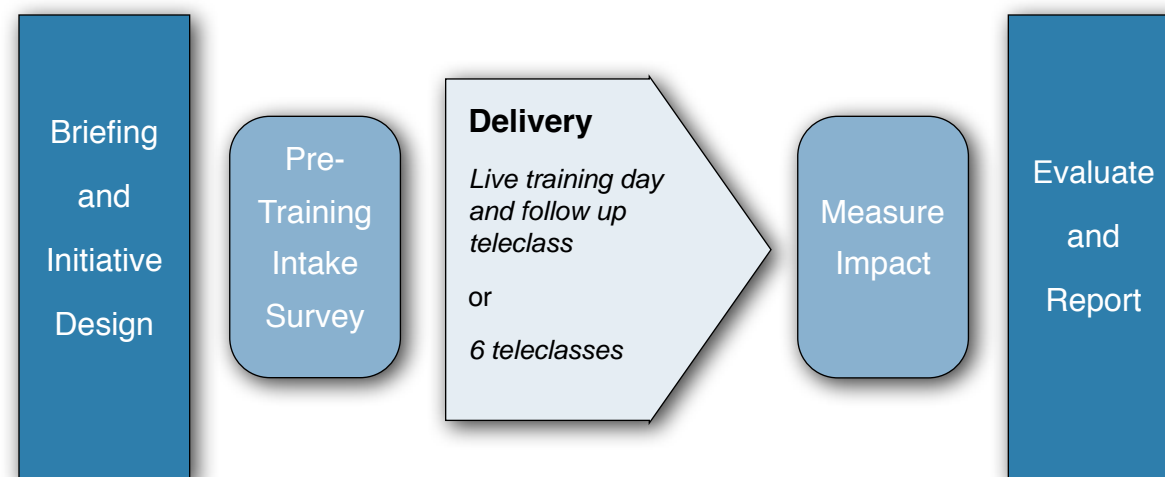 Briefing
and
Initiative
Design
Pre-
Training
Intake
Survey
Delivery
Live training day
and follow up
teleclass
or
6 teleclasses
Measure
Impact
Evaluate
and
Report